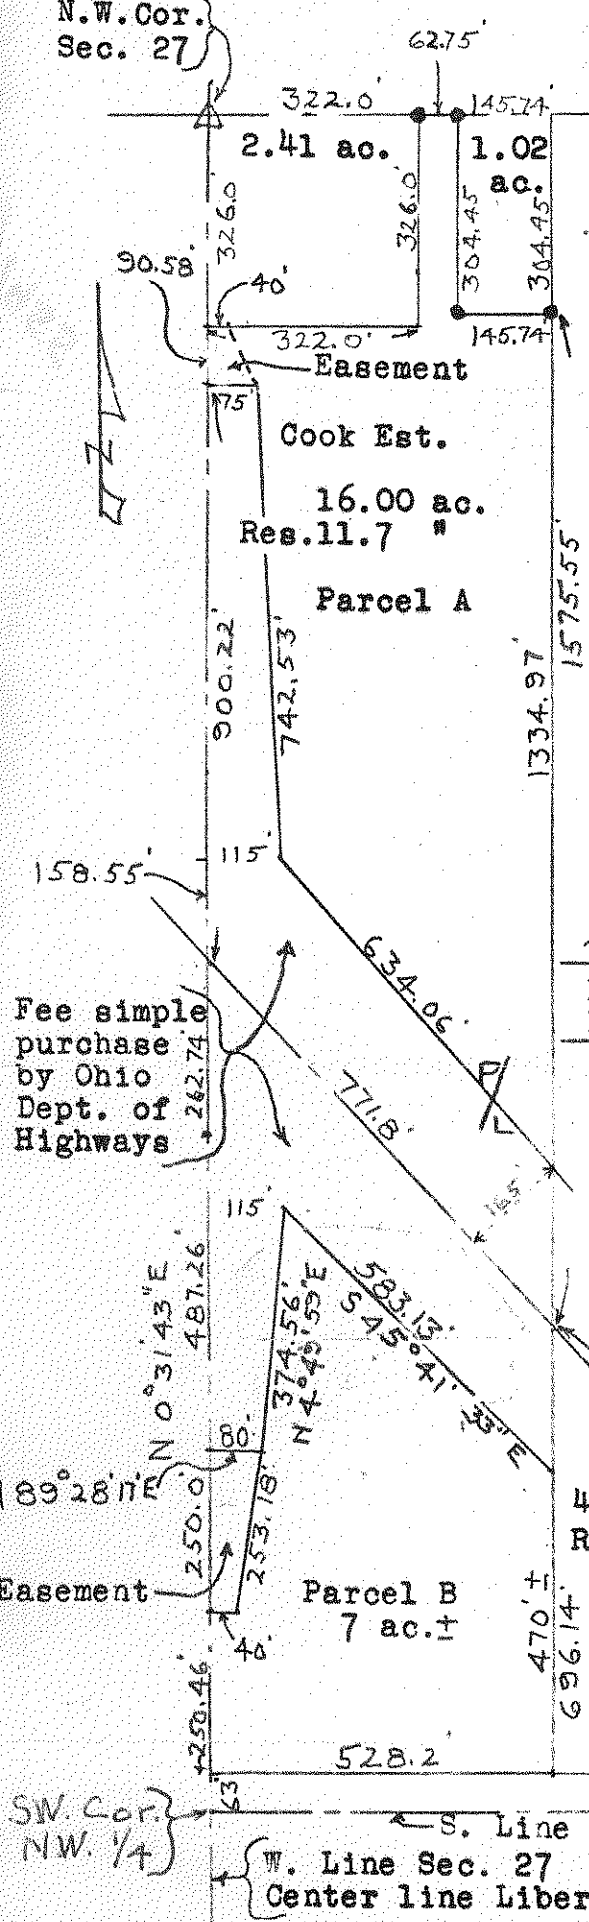 N.W. Cor.
Sec. 27
62.75'
322.0'
145.74'
2.41 ac.
1.02
ac.
326.0'
326.0'
304.45
304.45
90.58'
40'
322.0'
145.74'
Easement
75'
Cook Est.
16.00 ac.
Res. 11.7 "
Parcel A
N
900.22'
742.53'
1334.97'
1575.55'
115'
158.55'
634.06'
Fee simple
purchase
by Ohio
Dept. of
Highways
262.74'
P/L
771.8'
165'
115'
N 0°31'43"E
487.26'
374.56'
N 4°49'59"E
583.13'
S 45°41'33"E
80'
89°28'17"E
250.0'
253.18'
4
R
Easement
Parcel B
7 ac.±
40'
470'±
696.14'
250.46'
528.2'
63'
SW. Cor.
NW. 1/4
S. Line
W. Line Sec. 27
Center line Liber